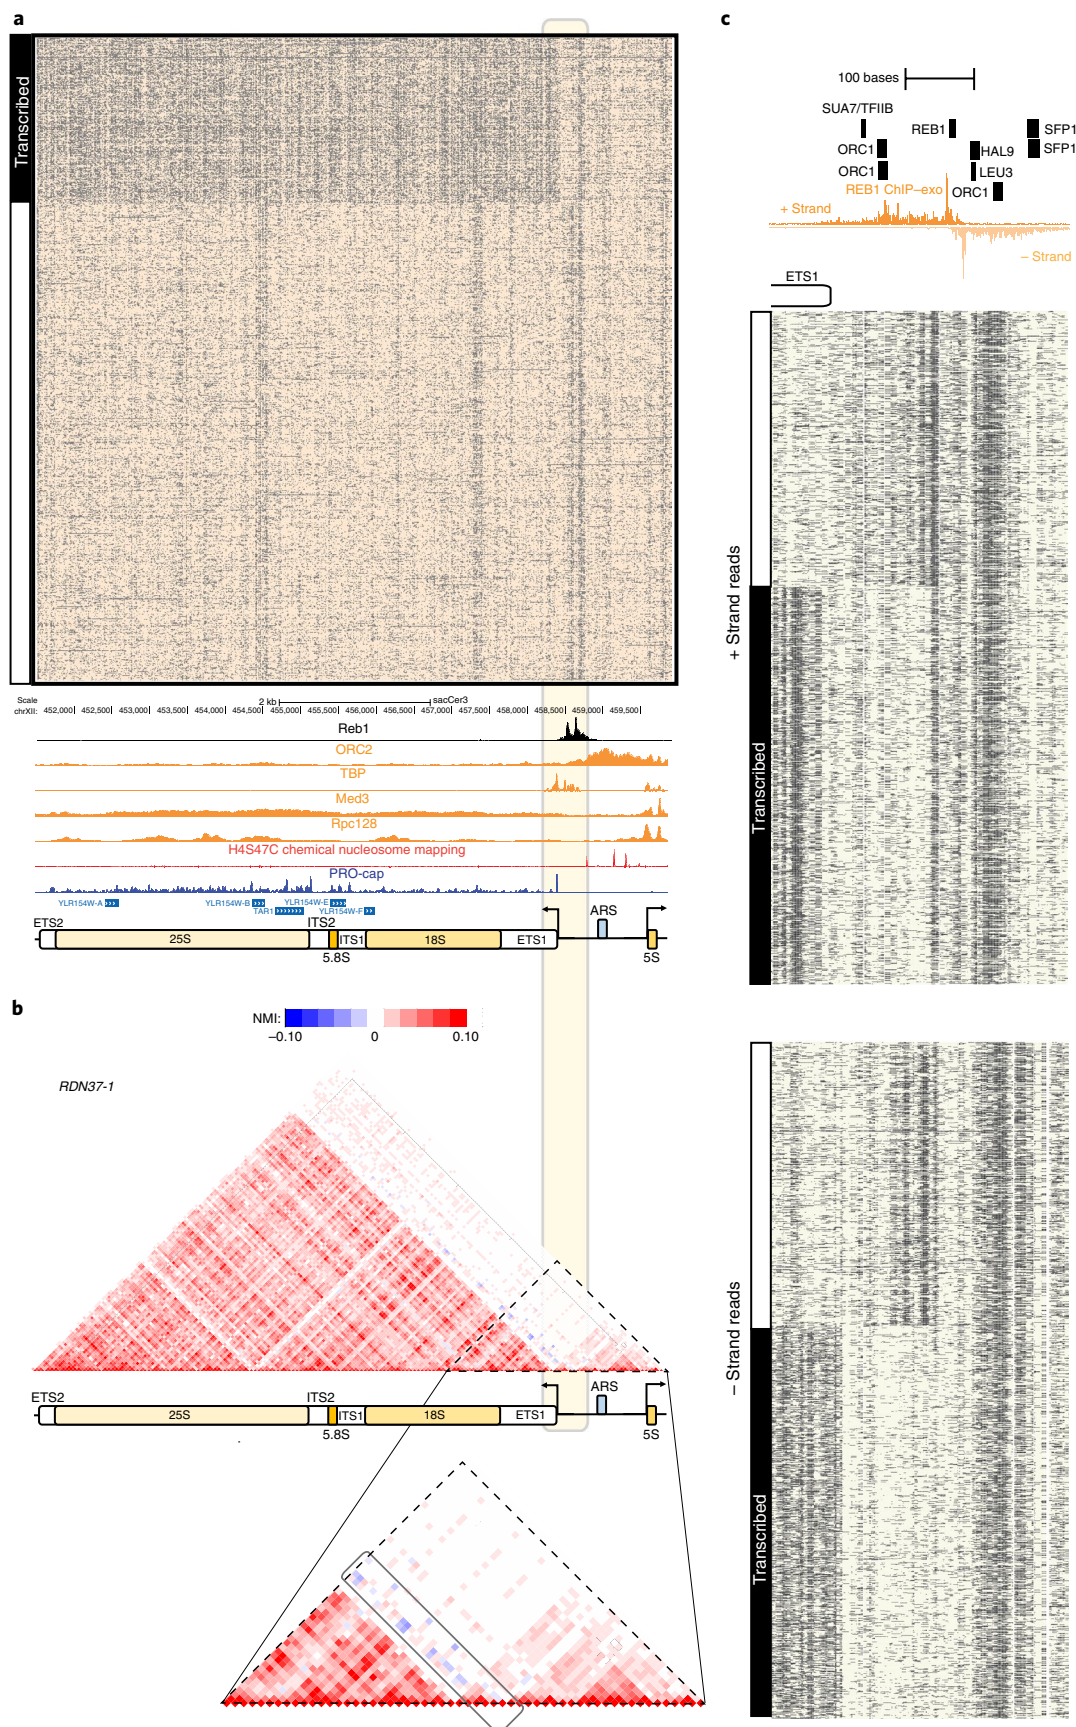 a
Transcribed
Scale
2 kb
sacCer3
chrXII:
452,000
452,500
453,000
453,500
454,000
454,500
455,000
455,500
456,000
456,500
457,000
457,500
458,000
458,500
459,000
459,500
Reb1
ORC2
TBP
Med3
Rpc128
H4S47C chemical nucleosome mapping
PRO-cap
YLR154W-A
YLR154W-B
YLR154W-E
TAR1
YLR154W-F
ETS2
ITS2
ARS
25S
ITS1
18S
ETS1
5.8S
5S
b
NMI:
–0.10
0
0.10
RDN37-1
ETS2
ITS2
ARS
25S
ITS1
18S
ETS1
5.8S
5S
c
100 bases
SUA7/TFIIB
REB1
SFP1
ORC1
HAL9
SFP1
ORC1
LEU3
REB1 ChIP–exo
ORC1
+ Strand
– Strand
ETS1
+ Strand reads
Transcribed
– Strand reads
Transcribed